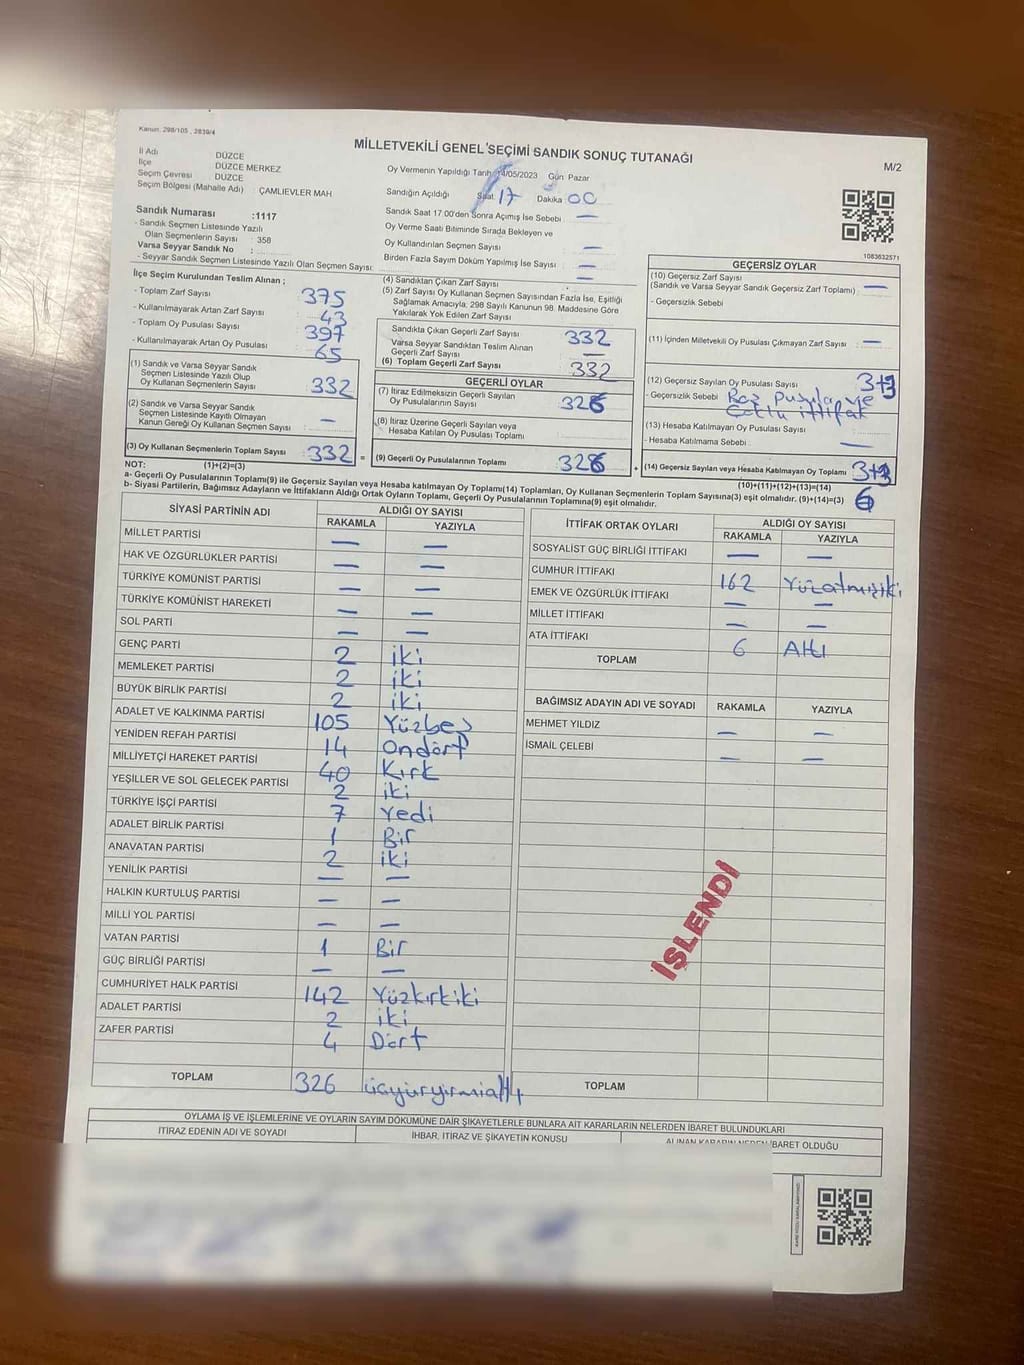 Kanun. 298/105 , 2839/4
MİLLETVEKİLİ GENEL SEÇİMİ SANDIK SONUÇ TUTANAĞI
M/2
İl Adı DÜZCE
İlçe DÜZCE MERKEZ
Seçim Çevresi DÜZCE
Seçim Bölgesi (Mahalle Adı) ÇAMLIEVLER MAH
Sandık Numarası :1117
- Sandık Seçmen Listesinde Yazılı
Olan Seçmenlerin Sayısı : 358
Varsa Seyyar Sandık No :
- Seyyar Sandık Seçmen Listesinde Yazılı Olan Seçmen Sayısı:
Oy Vermenin Yapıldığı Tarih 14/05/2023 Gün Pazar
Sandığın Açıldığı Saat 17 Dakika 00
Sandık Saat 17.00'den Sonra Açımış İse Sebebi —
Oy Verme Saati Bitiminde Sırada Bekleyen ve
Oy Kullandırılan Seçmen Sayısı —
Birden Fazla Sayım Döküm Yapılmış İse Sayısı —
1083632571
İlçe Seçim Kurulundan Teslim Alınan ;
- Toplam Zarf Sayısı 375
- Kullanılmayarak Artan Zarf Sayısı 43
- Toplam Oy Pusulası Sayısı 397
- Kullanılmayarak Artan Oy Pusulası 65
(1) Sandık ve Varsa Seyyar Sandık
Seçmen Listesinde Yazılı Olup
Oy Kullanan Seçmenlerin Sayısı 332
(2) Sandık ve Varsa Seyyar Sandık
Seçmen Listesinde Kayıtlı Olmayan
Kanun Gereği Oy Kullanan Seçmen Sayısı —
(3) Oy Kullanan Seçmenlerin Toplam Sayısı 332
(4) Sandıktan Çıkan Zarf Sayısı —
(5) Zarf Sayısı Oy Kullanan Seçmen Sayısından Fazla İse, Eşitliği
Sağlamak Amacıyla; 298 Sayılı Kanunun 98. Maddesine Göre
Yakılarak Yok Edilen Zarf Sayısı
Sandıkta Çıkan Geçerli Zarf Sayısı 332
Varsa Seyyar Sandıktan Teslim Alınan
Geçerli Zarf Sayısı —
(6) Toplam Geçerli Zarf Sayısı 332
GEÇERLİ OYLAR
(7) İtiraz Edilmeksizin Geçerli Sayılan
Oy Pusulalarının Sayısı 326
(8) İtiraz Üzerine Geçerli Sayılan veya
Hesaba Katılan Oy Pusulası Toplamı
= (9) Geçerli Oy Pusulalarının Toplamı 326
GEÇERSİZ OYLAR
(10) Geçersiz Zarf Sayısı
(Sandık ve Varsa Seyyar Sandık Geçersiz Zarf Toplamı) —
- Geçersizlik Sebebi
(11) İçinden Milletvekili Oy Pusulası Çıkmayan Zarf Sayısı —
(12) Geçersiz Sayılan Oy Pusulası Sayısı 3+3
- Geçersizlik Sebebi Boş Pusula ve
Çoklu ittifak
(13) Hesaba Katılmayan Oy Pusulası Sayısı
- Hesaba Katılmama Sebebi —
+ (14) Geçersiz Sayılan veya Hesaba Katılmayan Oy Toplamı 3+3
6
NOT: (1)+(2)=(3) (10)+(11)+(12)+(13)=(14)
a- Geçerli Oy Pusulalarının Toplamı(9) ile Geçersiz Sayılan veya Hesaba Katılmayan Oy Toplamı(14) Toplamları, Oy Kullanan Seçmenlerin Toplam Sayısına(3) eşit olmalıdır. (9)+(14)=(3)
b- Siyasi Partilerin, Bağımsız Adayların ve İttifakların Aldığı Ortak Oyların Toplamı, Geçerli Oy Pusulalarının Toplamına(9) eşit olmalıdır.
SİYASİ PARTİNİN ADI ALDIĞI OY SAYISI
RAKAMLA YAZIYLA
MİLLET PARTİSİ — —
HAK VE ÖZGÜRLÜKLER PARTİSİ — —
TÜRKİYE KOMÜNİST PARTİSİ — —
TÜRKİYE KOMÜNİST HAREKETİ — —
SOL PARTİ — —
GENÇ PARTİ 2 iki
MEMLEKET PARTİSİ 2 iki
BÜYÜK BİRLİK PARTİSİ 2 iki
ADALET VE KALKINMA PARTİSİ 105 Yüzbeş
YENİDEN REFAH PARTİSİ 14 Ondört
MİLLİYETÇİ HAREKET PARTİSİ 40 Kırk
YEŞİLLER VE SOL GELECEK PARTİSİ 2 iki
TÜRKİYE İŞÇİ PARTİSİ 7 Yedi
ADALET BİRLİK PARTİSİ 1 Bir
ANAVATAN PARTİSİ 2 iki
YENİLİK PARTİSİ — —
HALKIN KURTULUŞ PARTİSİ — —
MİLLİ YOL PARTİSİ — —
VATAN PARTİSİ 1 Bir
GÜÇ BİRLİĞİ PARTİSİ — —
CUMHURİYET HALK PARTİSİ 142 Yüzkırkiki
ADALET PARTİSİ 2 iki
ZAFER PARTİSİ 4 Dört
TOPLAM 326 üçyüzyirmialtı
İTTİFAK ORTAK OYLARI ALDIĞI OY SAYISI
RAKAMLA YAZIYLA
SOSYALİST GÜÇ BİRLİĞİ İTTİFAKI — —
CUMHUR İTTİFAKI 162 Yüzatmışiki
EMEK VE ÖZGÜRLÜK İTTİFAKI — —
MİLLET İTTİFAKI — —
ATA İTTİFAKI 6 Altı
TOPLAM
BAĞIMSIZ ADAYIN ADI VE SOYADI RAKAMLA YAZIYLA
MEHMET YILDIZ — —
İSMAİL ÇELEBİ — —
İŞLENDİ
TOPLAM
OYLAMA İŞ VE İŞLEMLERİNE VE OYLARIN SAYIM DÖKÜMÜNE DAİR ŞİKAYETLERLE BUNLARA AİT KARARLARIN NELERDEN İBARET BULUNDUKLARI
İTİRAZ EDENİN ADI VE SOYADI İHBAR, İTİRAZ VE ŞİKAYETİN KONUSU ALINAN KARARIN NEDEN İBARET OLDUĞU